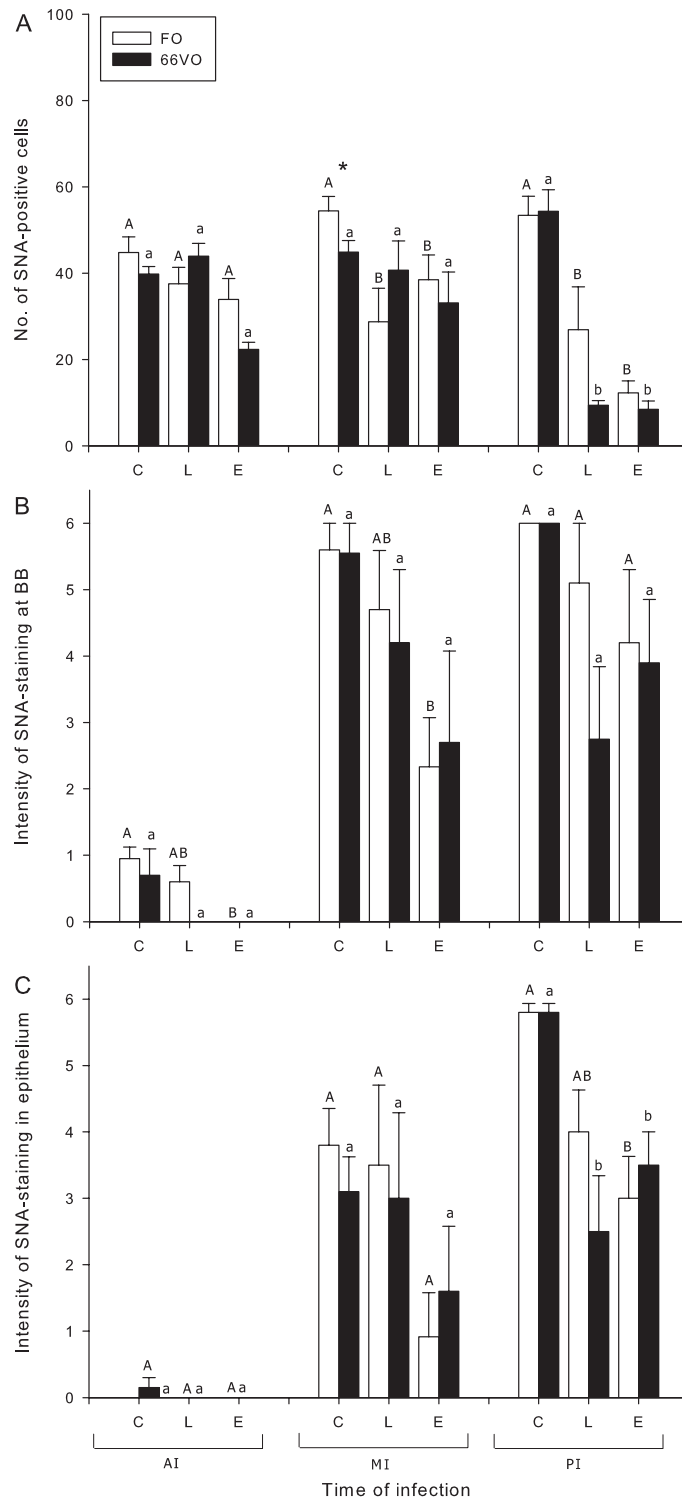 A
FO
66VO
No. of SNA-positive cells
100
80
60
40
20
0
A a A a A a
*
A a B a B a
A a B b B b
C L E C L E C L E
B
Intensity of SNA-staining at BB
6
5
4
3
2
1
0
A a AB a B a
A a AB a B a
A a A a A a
C L E C L E C L E
C
Intensity of SNA-staining in epithelium
6
5
4
3
2
1
0
A a A a A a
A a A a A a
A a AB b B b
C L E C L E C L E
AI MI PI
Time of infection